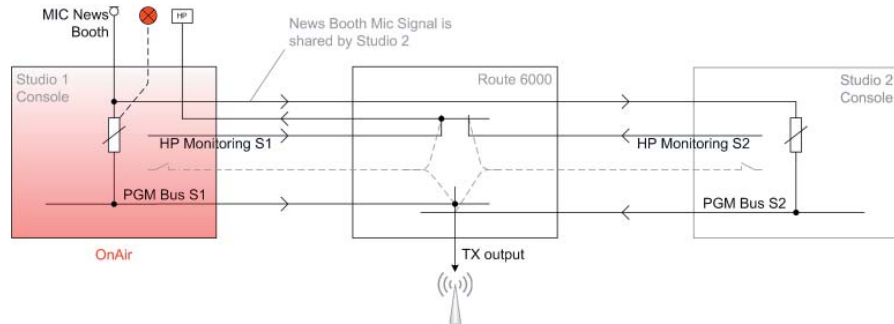 MIC News
Booth
HP
News Booth Mic Signal is
shared by Studio 2
Studio 1
Console
Route 6000
Studio 2
Console
HP Monitoring S1
HP Monitoring S2
PGM Bus S1
PGM Bus S2
OnAir
TX output